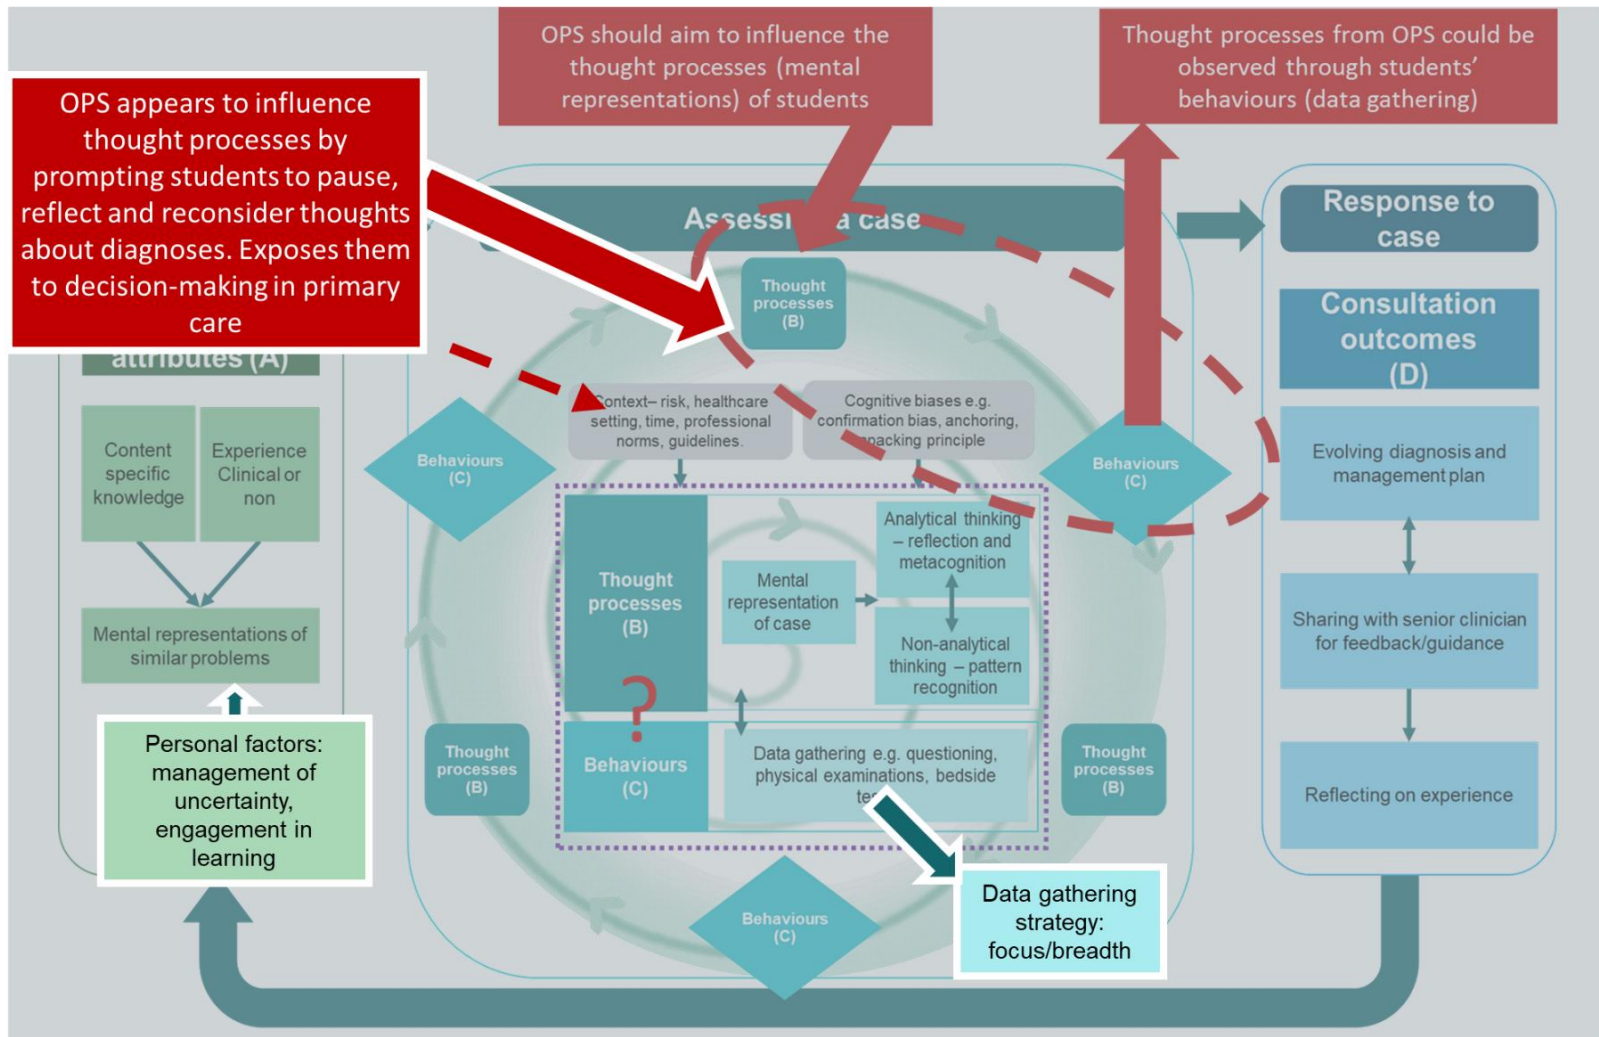 OPS should aim to influence the
thought processes (mental
representations) of students
Thought processes from OPS could be
observed through students'
behaviours (data gathering)
OPS appears to influence
thought processes by
prompting students to pause,
reflect and reconsider thoughts
about diagnoses. Exposes them
to decision-making in primary
care
attributes (A)
Content
specific
knowledge
Experience
Clinical or
non
Mental representations of
similar problems
Personal factors:
management of
uncertainty,
engagement in
learning
a case
Thought
processes
(B)
Context– risk, healthcare
setting, time, professional
norms, guidelines.
Cognitive biases e.g.
confirmation bias, anchoring,
principle
Behaviours
(C)
Behaviours
(C)
Thought
processes
(B)
Mental
representation
of case
Analytical thinking
– reflection and
metacognition
Non-analytical
thinking – pattern
recognition
?
Behaviours
(C)
Data gathering e.g. questioning,
physical examinations, bedside
Thought
processes
(B)
Thought
processes
(B)
Behaviours
(C)
Data gathering
strategy:
focus/breadth
Response to
case
Consultation
outcomes
(D)
Evolving diagnosis and
management plan
Sharing with senior clinician
for feedback/guidance
Reflecting on experience